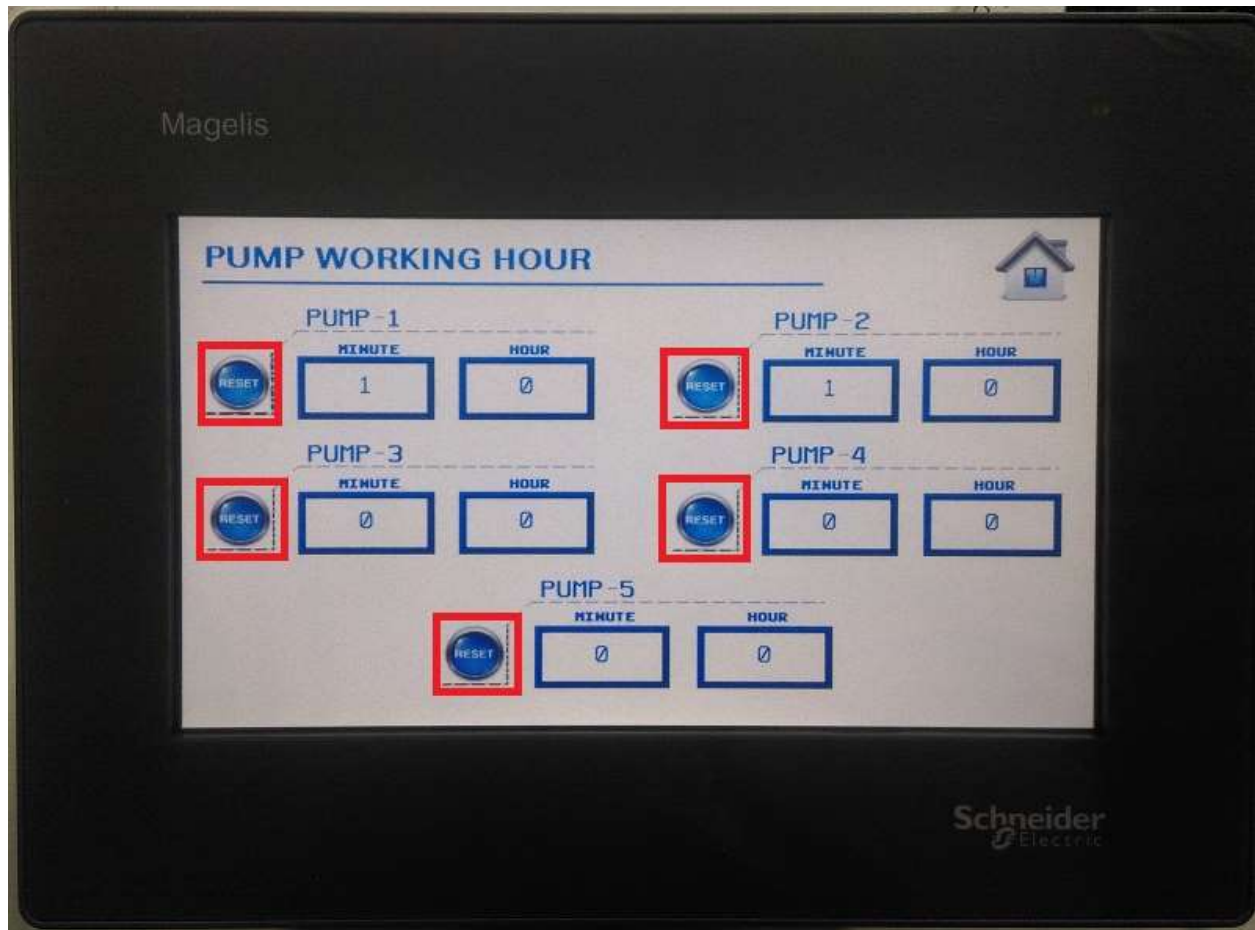 Magelis
PUMP WORKING HOUR
PUMP-1
MINUTE HOUR
RESET 1 0
PUMP-2
MINUTE HOUR
RESET 1 0
PUMP-3
MINUTE HOUR
RESET 0 0
PUMP-4
MINUTE HOUR
RESET 0 0
PUMP-5
MINUTE HOUR
RESET 0 0
Schneider
Electric